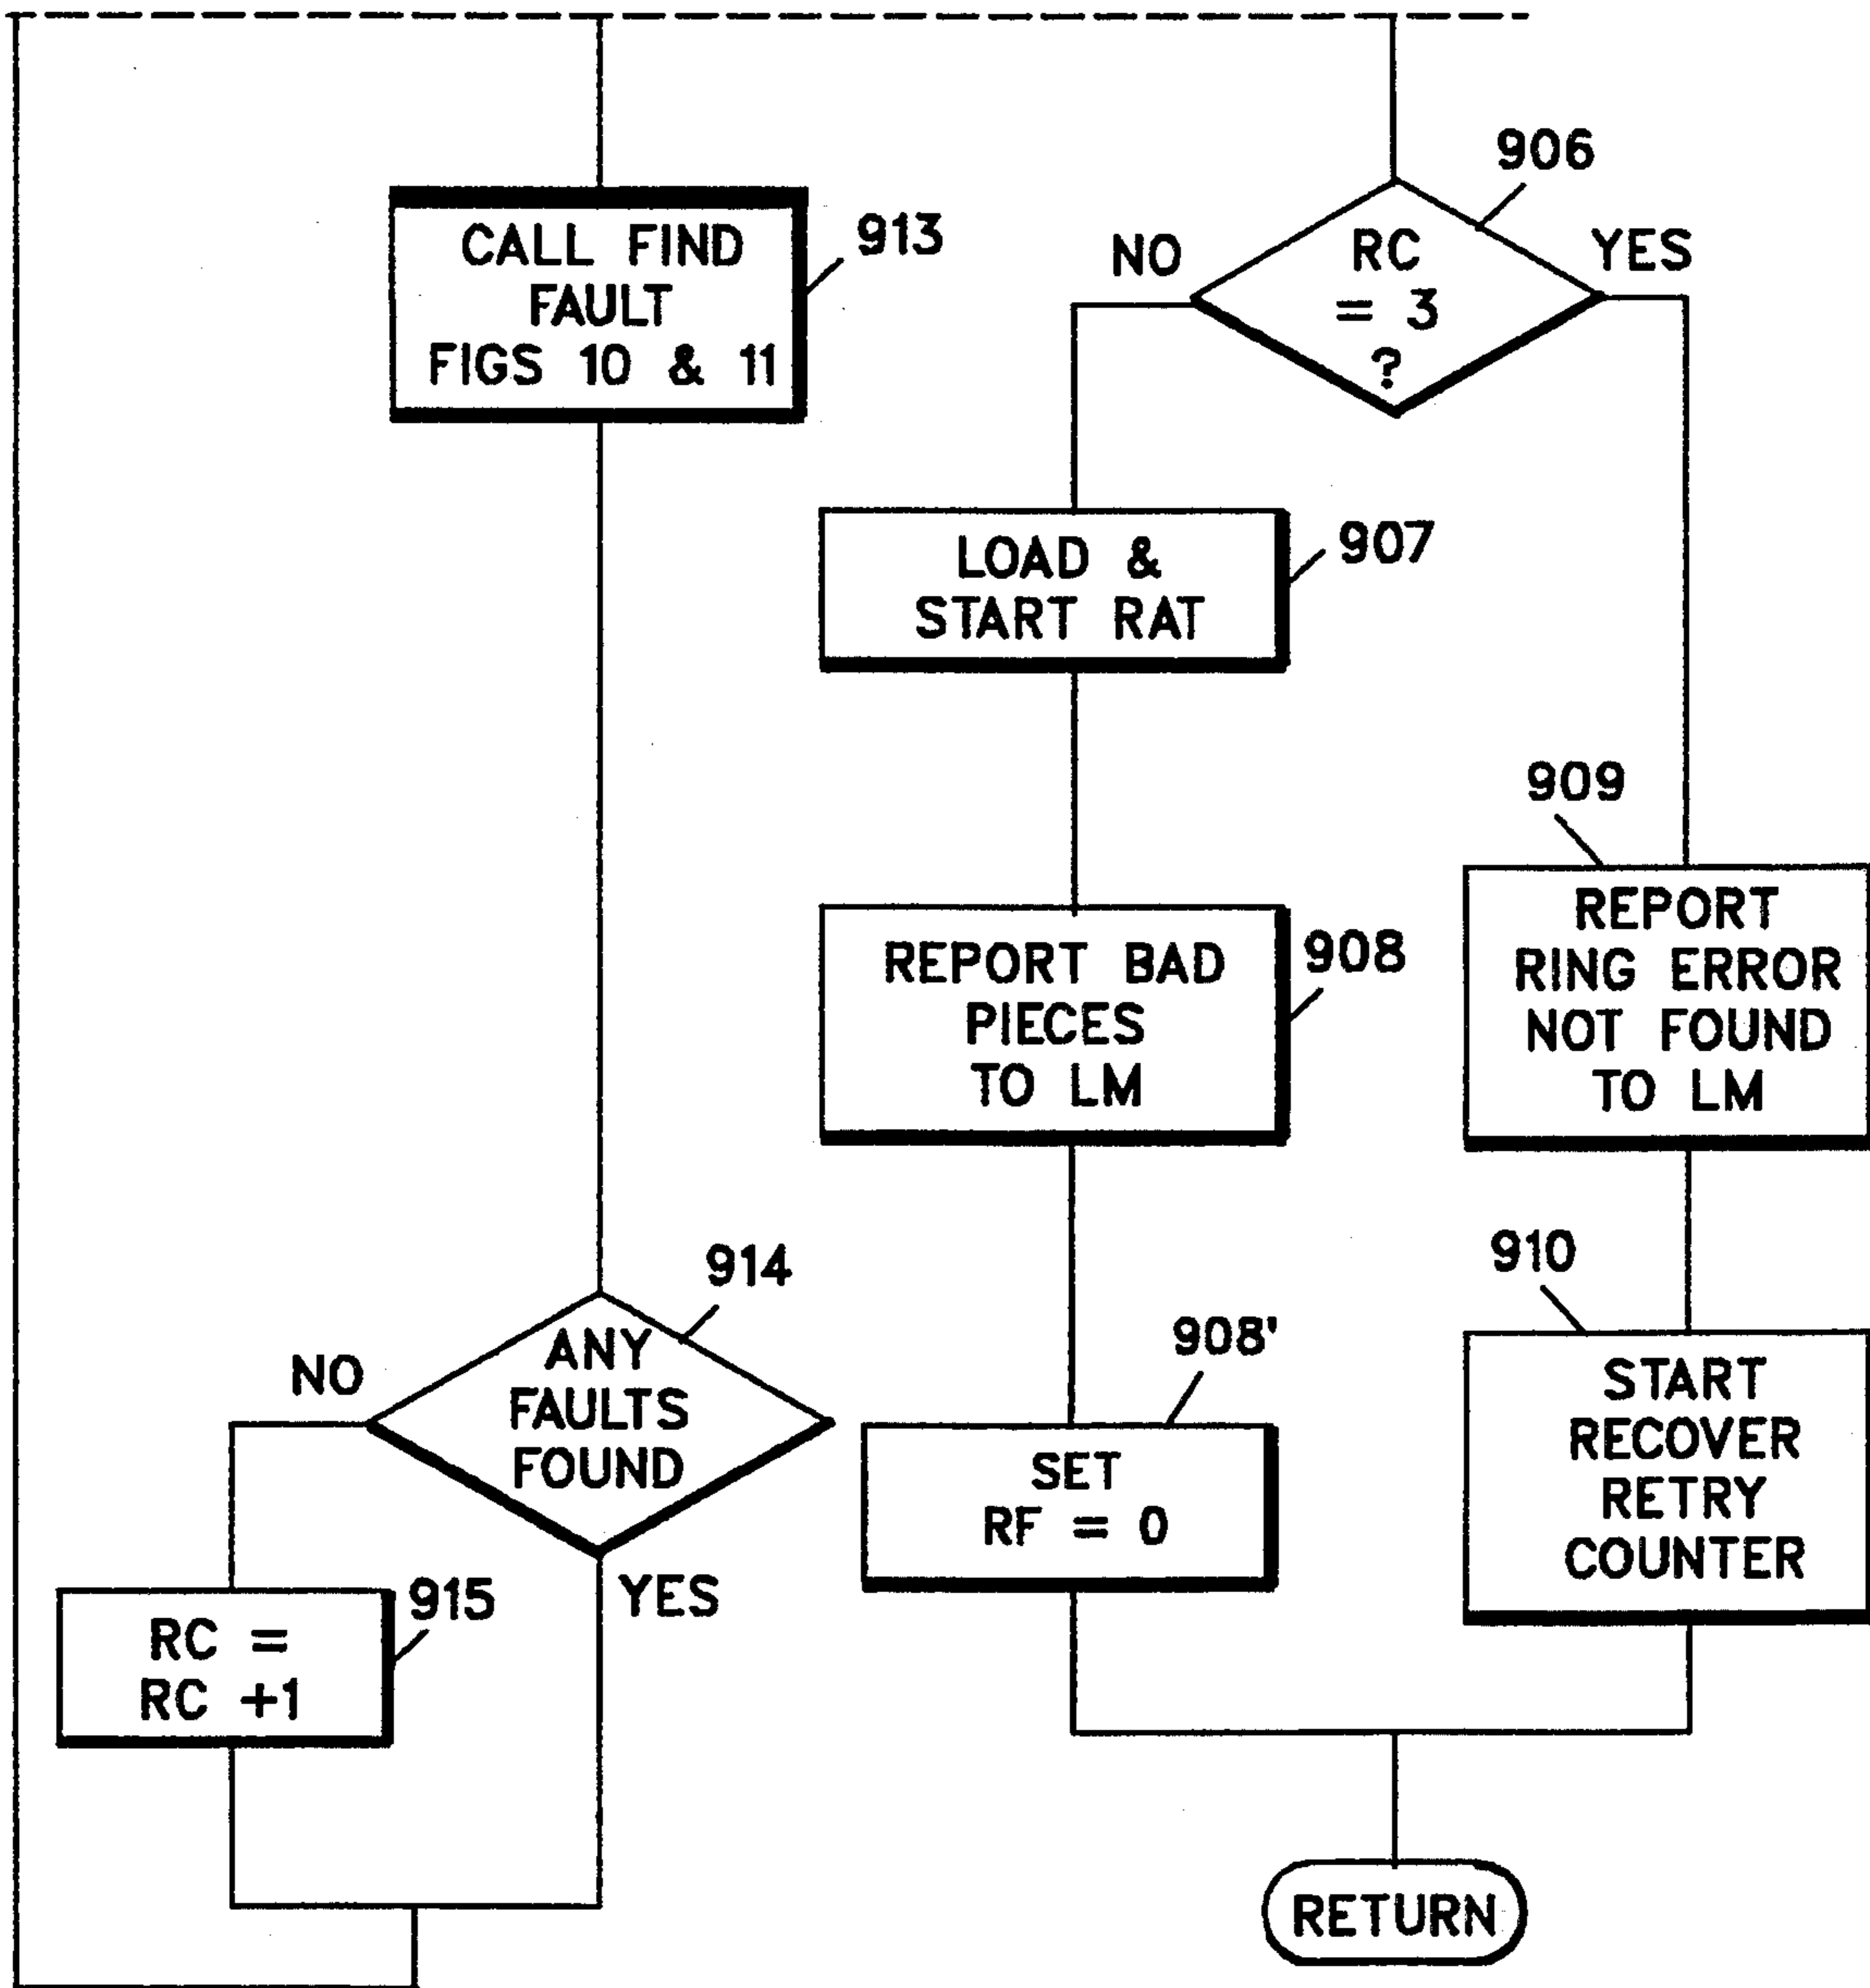 906
913
CALL FIND
FAULT
FIGS 10 & 11
NO
RC
= 3
?
YES
LOAD &
START RAT
907
909
REPORT BAD
PIECES
TO LM
908
REPORT
RING ERROR
NOT FOUND
TO LM
914
ANY
FAULTS
FOUND
NO
YES
908'
SET
RF = 0
910
START
RECOVER
RETRY
COUNTER
915
RC =
RC +1
RETURN